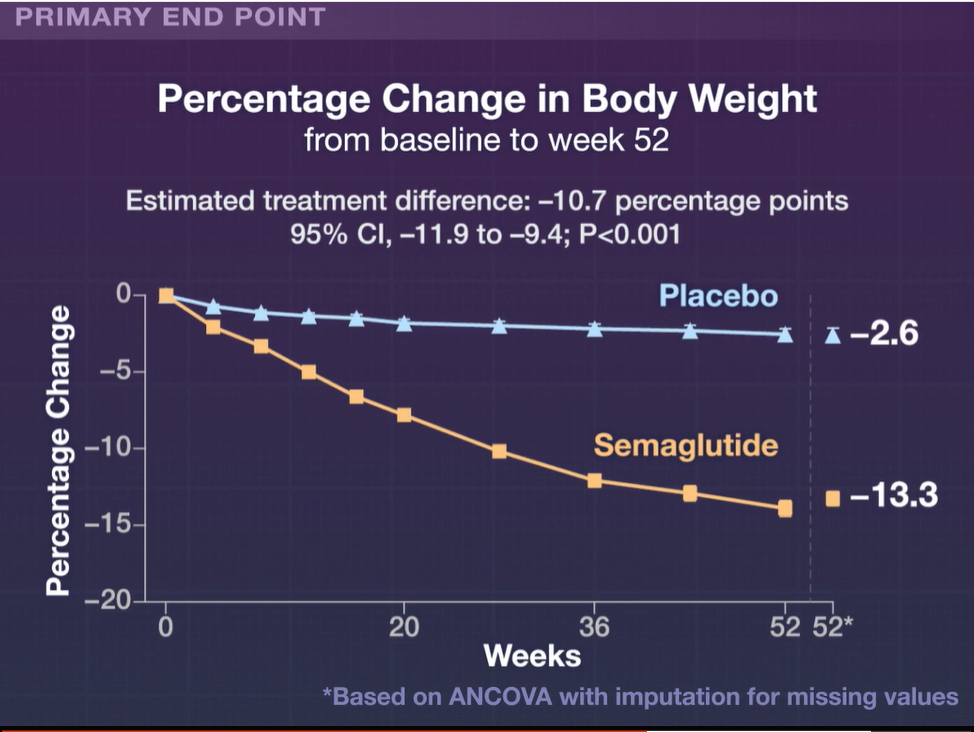 PRIMARY END POINT
Percentage Change in Body Weight
from baseline to week 52
Estimated treatment difference: –10.7 percentage points
95% CI, –11.9 to –9.4; P<0.001
Percentage Change
0
–5
–10
–15
–20
Placebo
–2.6
Semaglutide
–13.3
0 20 36 52 52*
Weeks
*Based on ANCOVA with imputation for missing values